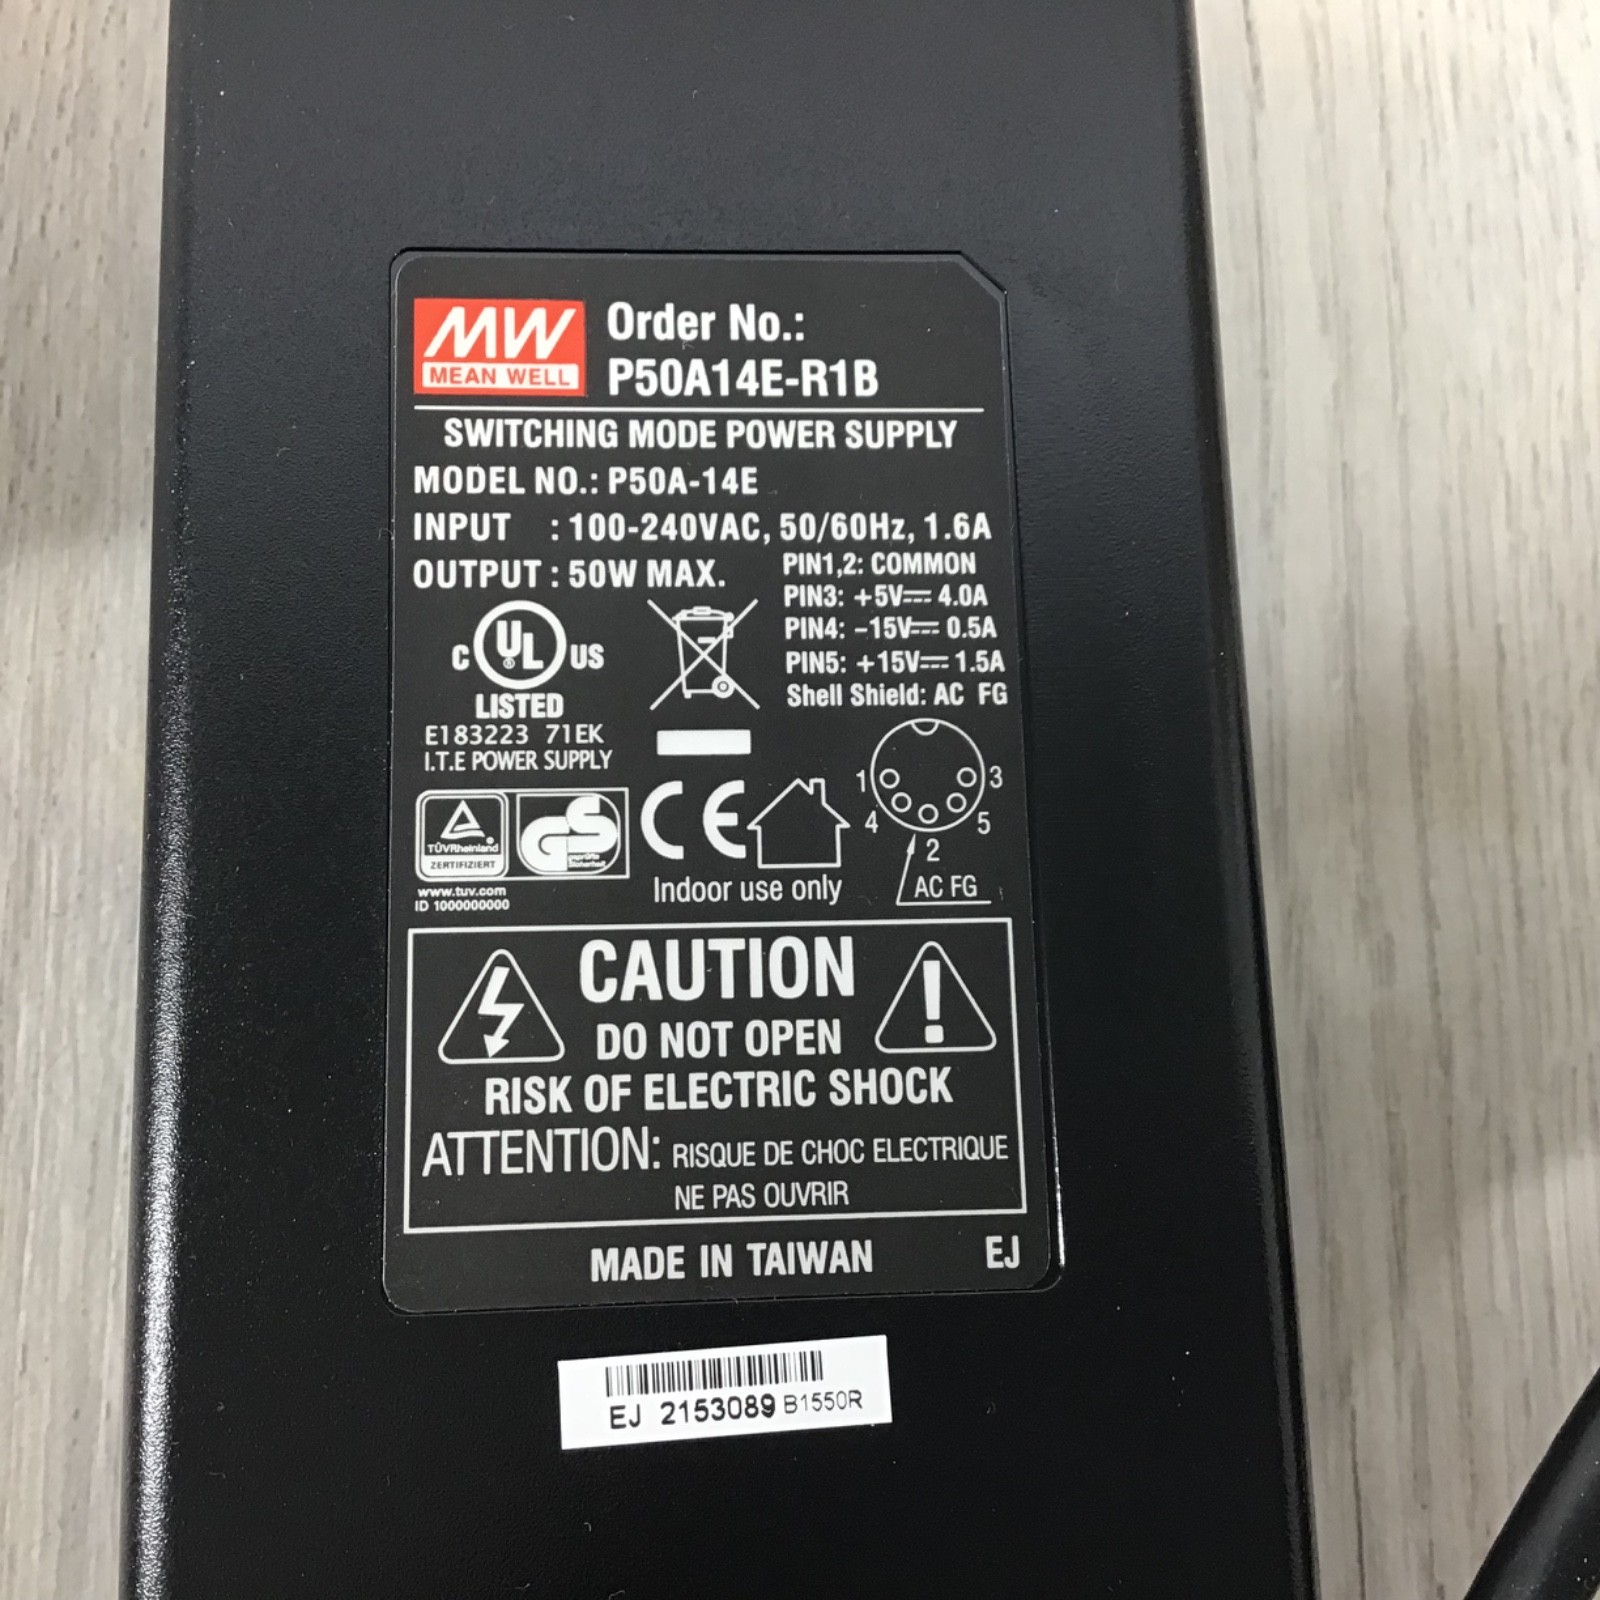 MW
MEAN WELL
Order No.:
P50A14E-R1B
SWITCHING MODE POWER SUPPLY
MODEL NO.: P50A-14E
INPUT : 100-240VAC, 50/60Hz, 1.6A
OUTPUT : 50W MAX.
PIN1,2: COMMON
PIN3: +5V⎓ 4.0A
PIN4: -15V⎓ 0.5A
PIN5: +15V⎓ 1.5A
Shell Shield: AC FG
C UL® US
LISTED
E183223 71EK
I.T.E POWER SUPPLY
TÜVRheinland®
ZERTIFIZIERT
www.tuv.com
ID 1000000000
GS
geprüfte
Sicherheit
CE
Indoor use only
1
3
4
5
2
AC FG
CAUTION
DO NOT OPEN
RISK OF ELECTRIC SHOCK
ATTENTION: RISQUE DE CHOC ELECTRIQUE
NE PAS OUVRIR
MADE IN TAIWAN EJ
EJ 2153089 B1550R